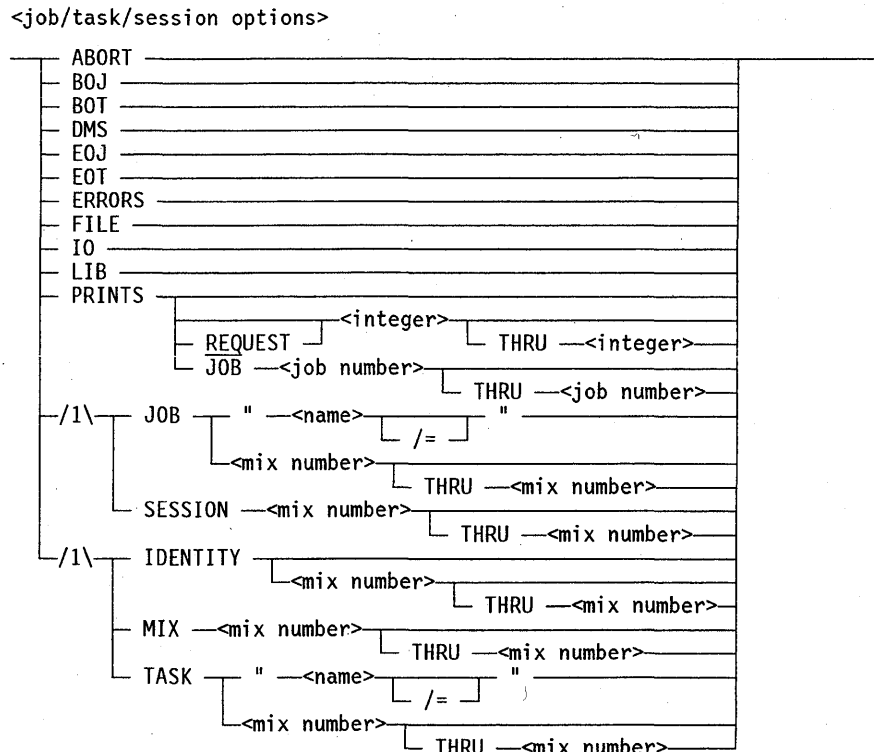 <job/task/session options>
ABORT
BOJ
BOT
DMS
EOJ
EOT
ERRORS
FILE
IO
LIB
PRINTS
<integer>
REQUEST THRU <integer>
JOB <job number>
THRU <job number>
/1\ JOB " <name> "
/=
<mix number>
THRU <mix number>
SESSION <mix number>
THRU <mix number>
/1\ IDENTITY
<mix number>
THRU <mix number>
MIX <mix number>
THRU <mix number>
TASK " <name> "
/=
<mix number>
THRU <mix number>